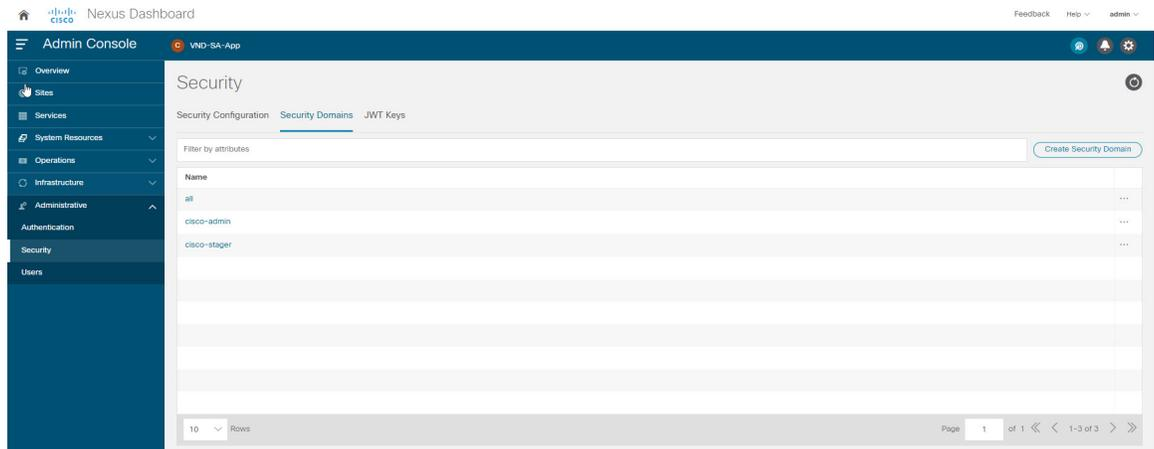 CISCO Nexus Dashboard Feedback Help admin
Admin Console C VND-SA-App
Overview
Sites
Services
System Resources
Operations
Infrastructure
Administrative
Authentication
Security
Users
Security
Security Configuration Security Domains JWT Keys
Filter by attributes Create Security Domain
Name
all
cisco-admin
cisco-stager
10 Rows Page 1 of 1 1-3 of 3